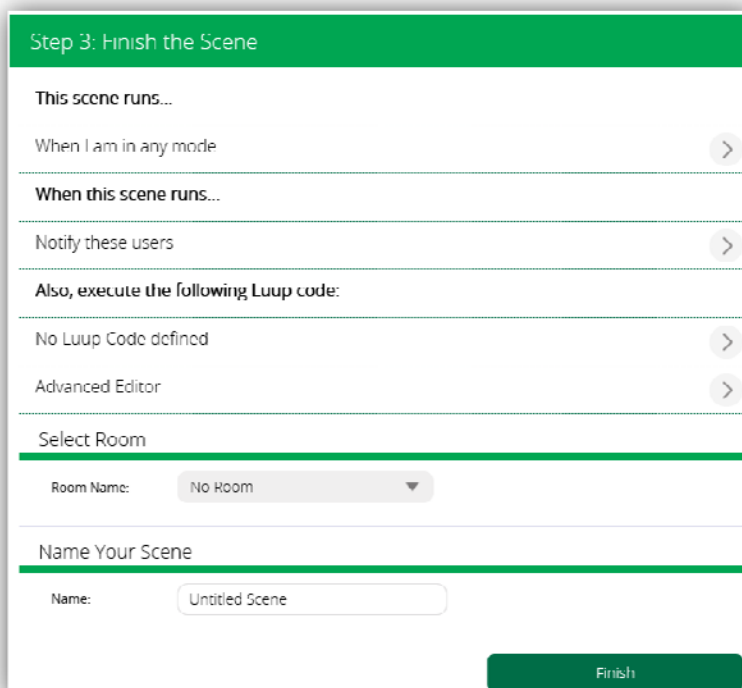 Step 3: Finish the Scene
This scene runs...
When I am in any mode
When this scene runs...
Notify these users
Also, execute the following Luup code:
No Luup Code defined
Advanced Editor
Select Room
Room Name: No Room
Name Your Scene
Name: Untitled Scene
Finish